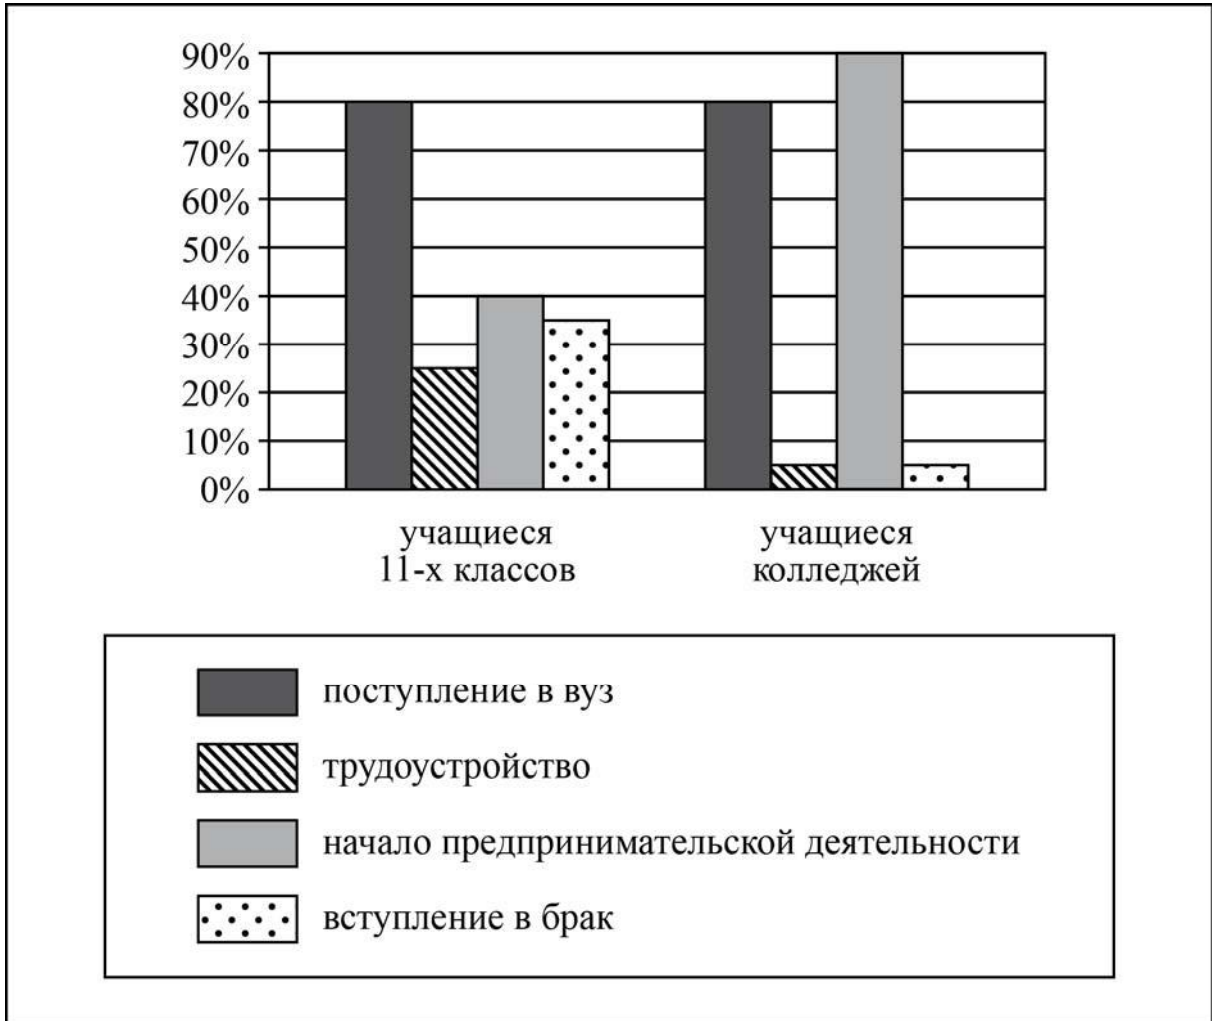 90%
80%
70%
60%
50%
40%
30%
20%
10%
0%
учащиеся
11-х классов
учащиеся
колледжей
поступление в вуз
трудоустройство
начало предпринимательской деятельности
вступление в брак